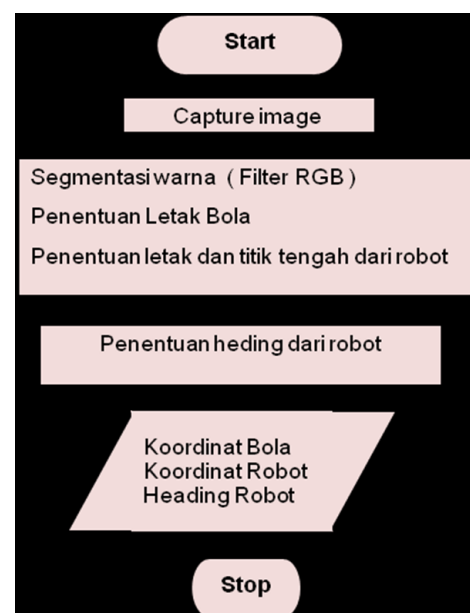 Start
Capture image
Segmentasi warna ( Filter RGB )
Penentuan Letak Bola
Penentuan letak dan titik tengah dari robot
Penentuan heding dari robot
Koordinat Bola
Koordinat Robot
Heading Robot
Stop